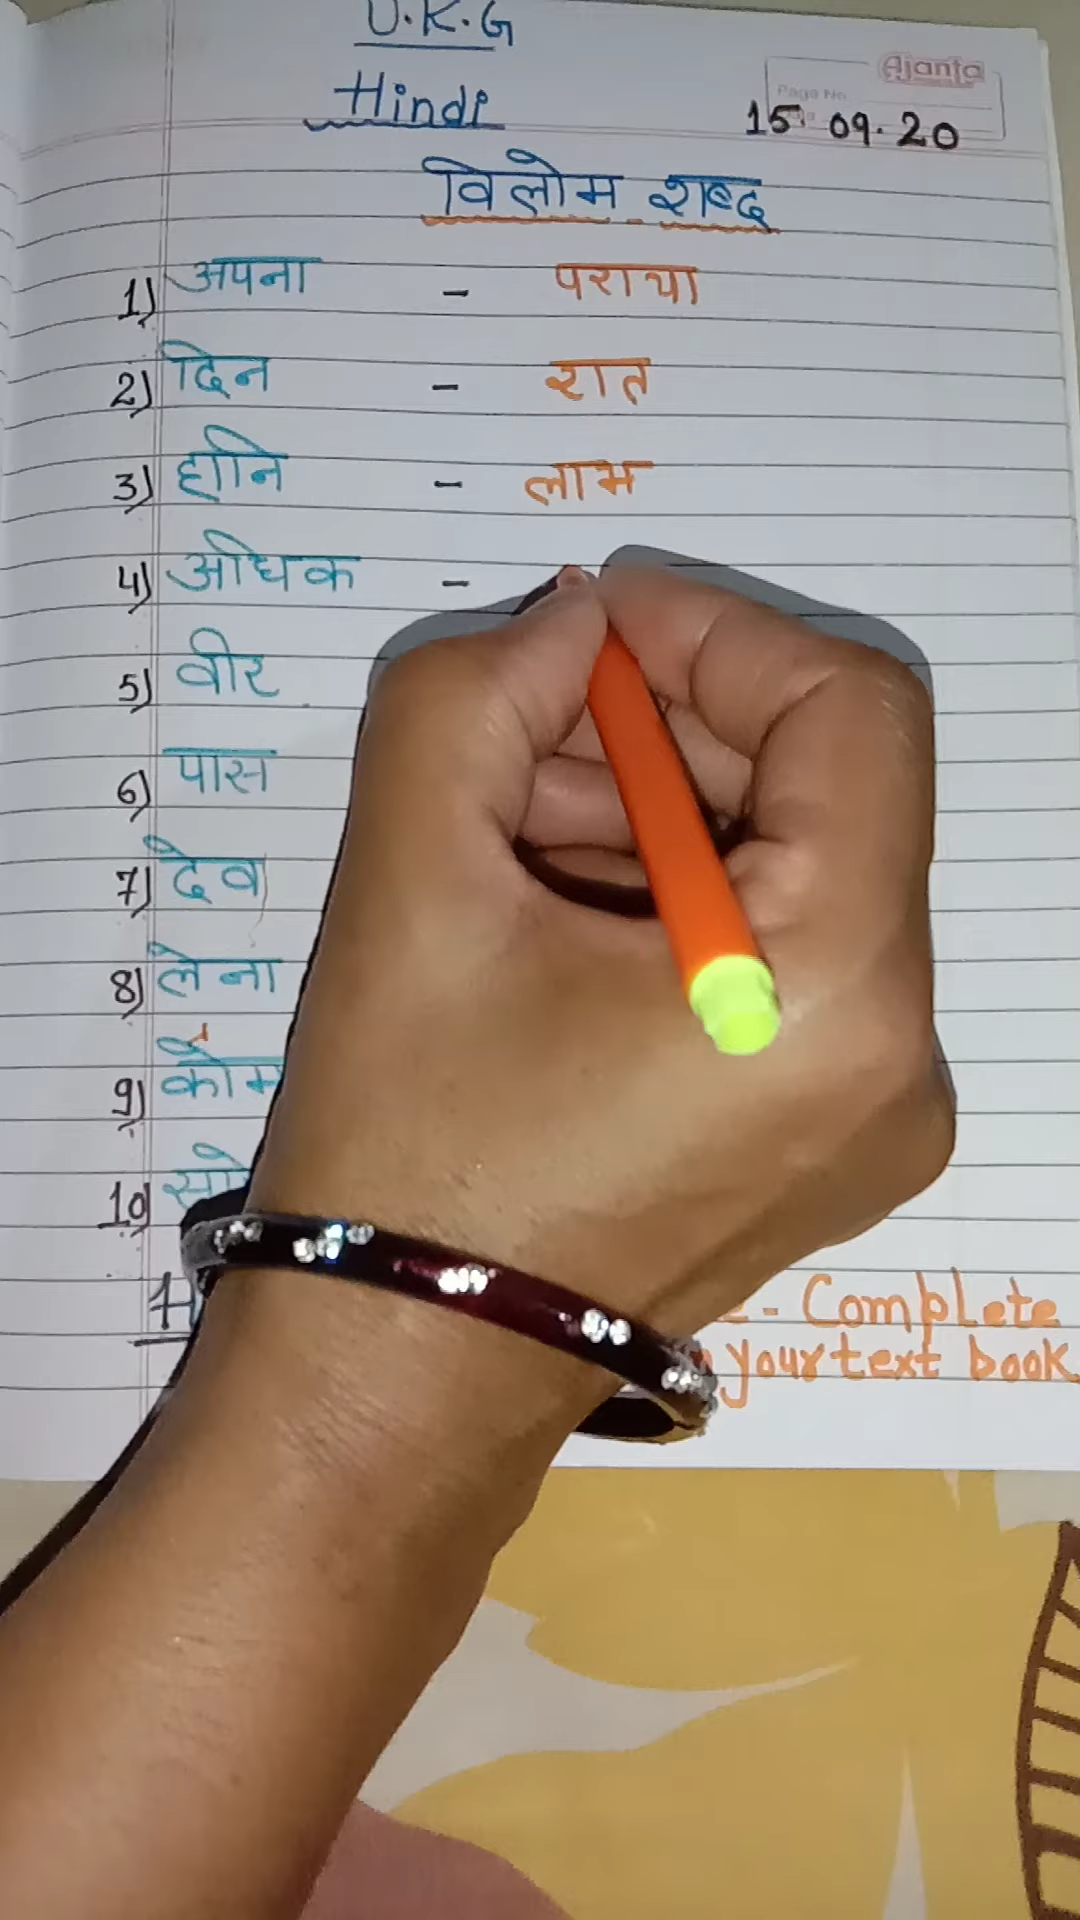 U.K.G
Hindi
Ajanta
Page No.
15.09.20
विलोम शब्द
1) अपना - पराया
2) दिन - रात
3) हानि - लाभ
4) अधिक -
5) वीर
6) पास
7) देव
8) लेना
9)
10)
- Complete
your text book